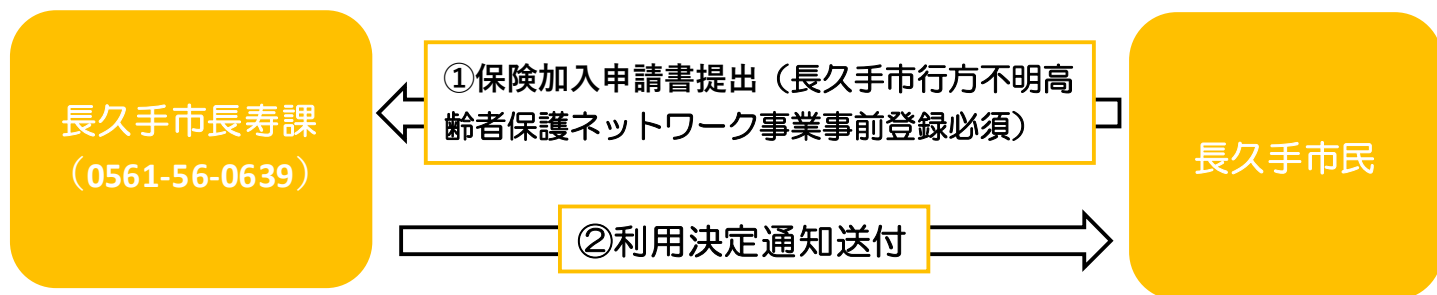 長久手市長寿課
（0561-56-0639）
①保険加入申請書提出（長久手市行方不明高
齢者保護ネットワーク事業事前登録必須）
長久手市民
②利用決定通知送付